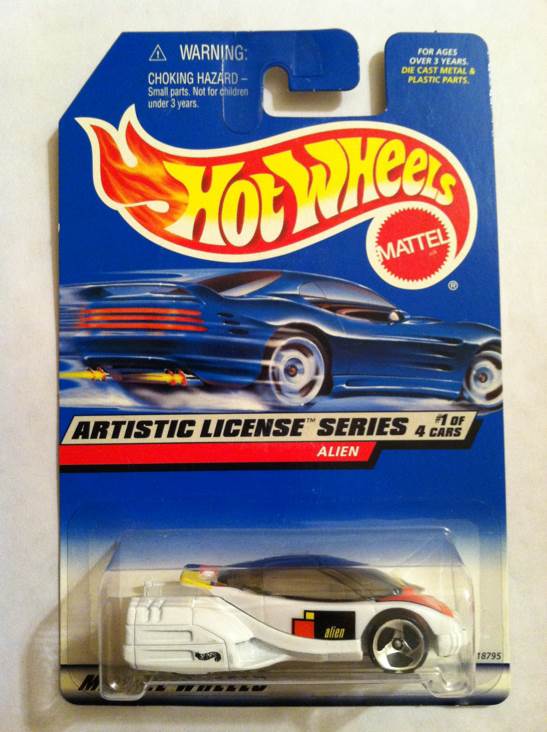 ⚠ WARNING:
CHOKING HAZARD –
Small parts. Not for children
under 3 years.
FOR AGES
OVER 3 YEARS.
DIE CAST METAL &
PLASTIC PARTS.
HOT WHEELS
MATTEL
®
ARTISTIC LICENSE™ SERIES
#1 OF
4 CARS
ALIEN
alien
18795